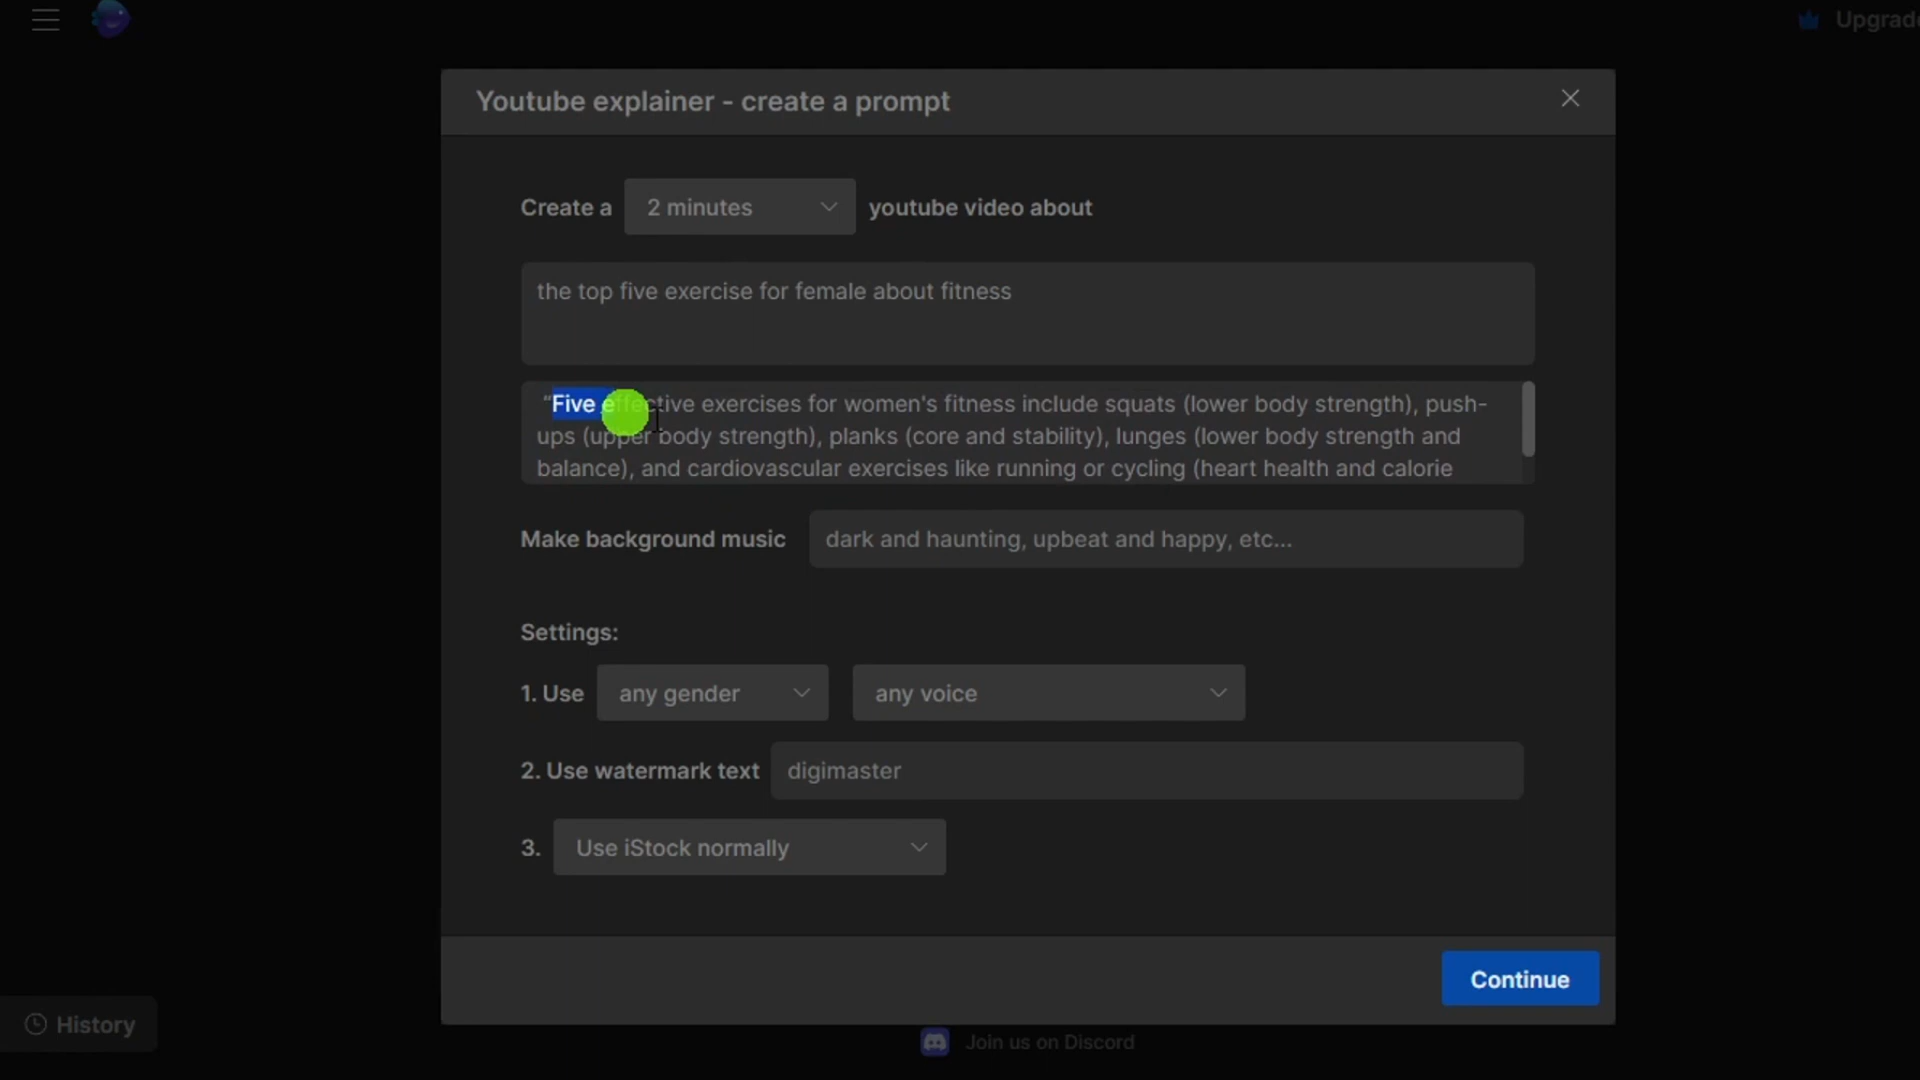 Upgrade
Youtube explainer - create a prompt
Create a 2 minutes youtube video about
the top five exercise for female about fitness
"Five effective exercises for women's fitness include squats (lower body strength), push-
ups (upper body strength), planks (core and stability), lunges (lower body strength and
balance), and cardiovascular exercises like running or cycling (heart health and calorie
Make background music dark and haunting, upbeat and happy, etc...
Settings:
1. Use any gender any voice
2. Use watermark text digimaster
3. Use iStock normally
Continue
History
Join us on Discord